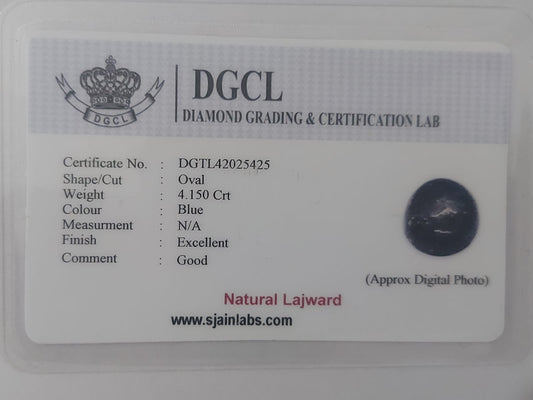 DGCL
DGCL
DIAMOND GRADING & CERTIFICATION LAB
Certificate No. : DGTL42025425
Shape/Cut : Oval
Weight : 4.150 Crt
Colour : Blue
Measurment : N/A
Finish : Excellent
Comment : Good
(Approx Digital Photo)
Natural Lajward
www.sjainlabs.com